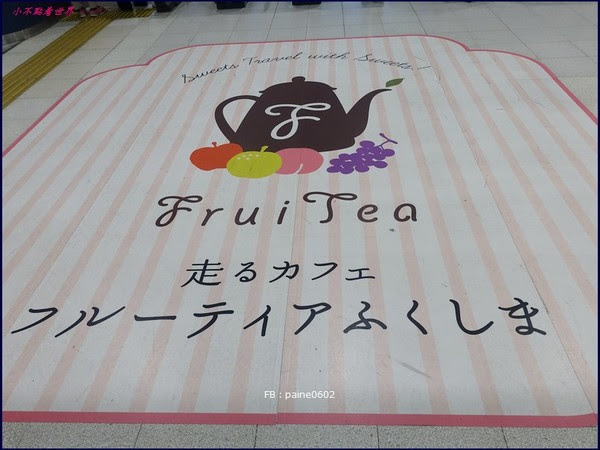 小不點看世界
Sweets Travel with Sweets!
F
FruiTea
走るカフェ
フルーティアふくしま
FB : paine0602